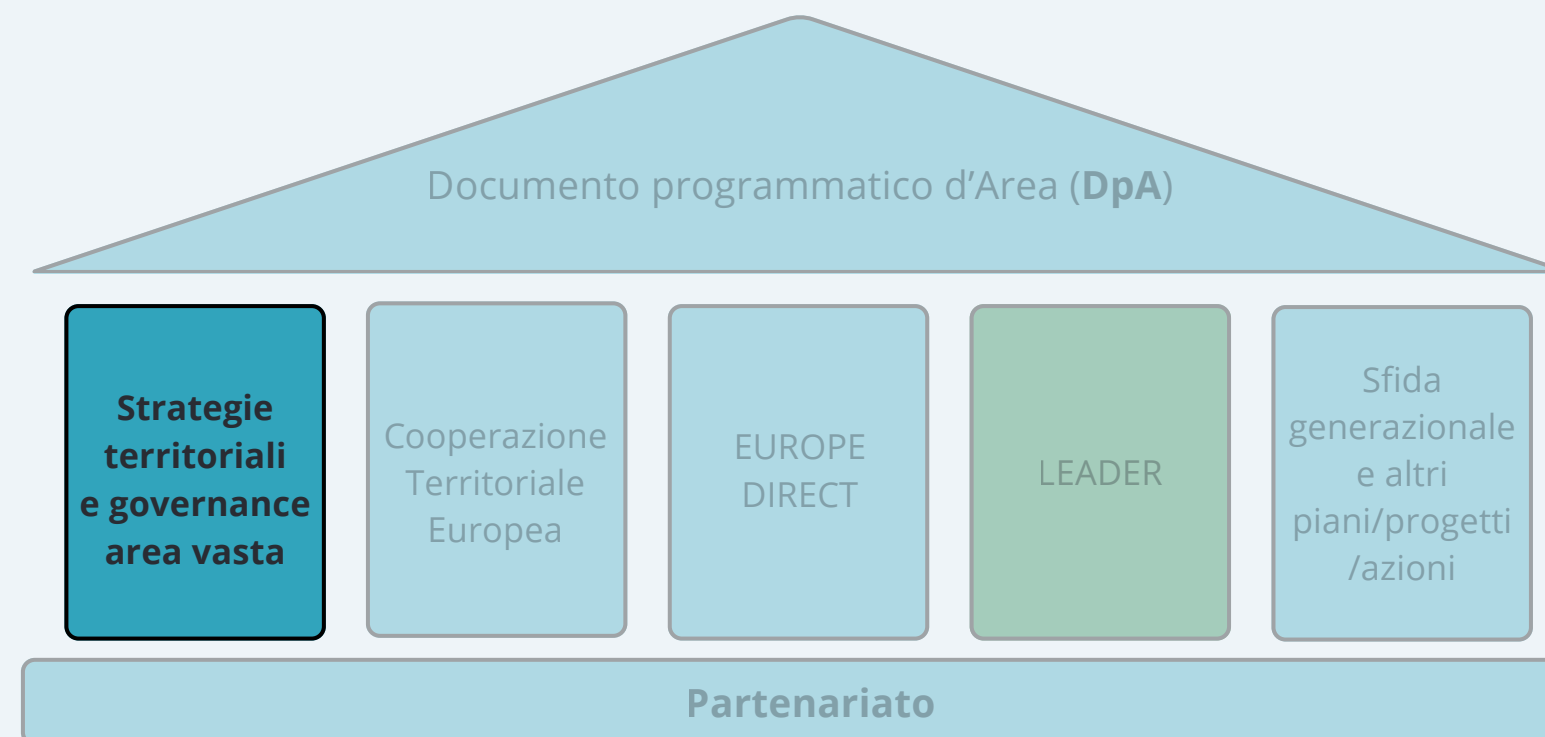 Documento programmatico d’Area (DpA)
Strategie
territoriali
e governance
area vasta
Cooperazione
Territoriale
Europea
EUROPE
DIRECT
LEADER
Sfida
generazionale
e altri
piani/progetti
/azioni
Partenariato